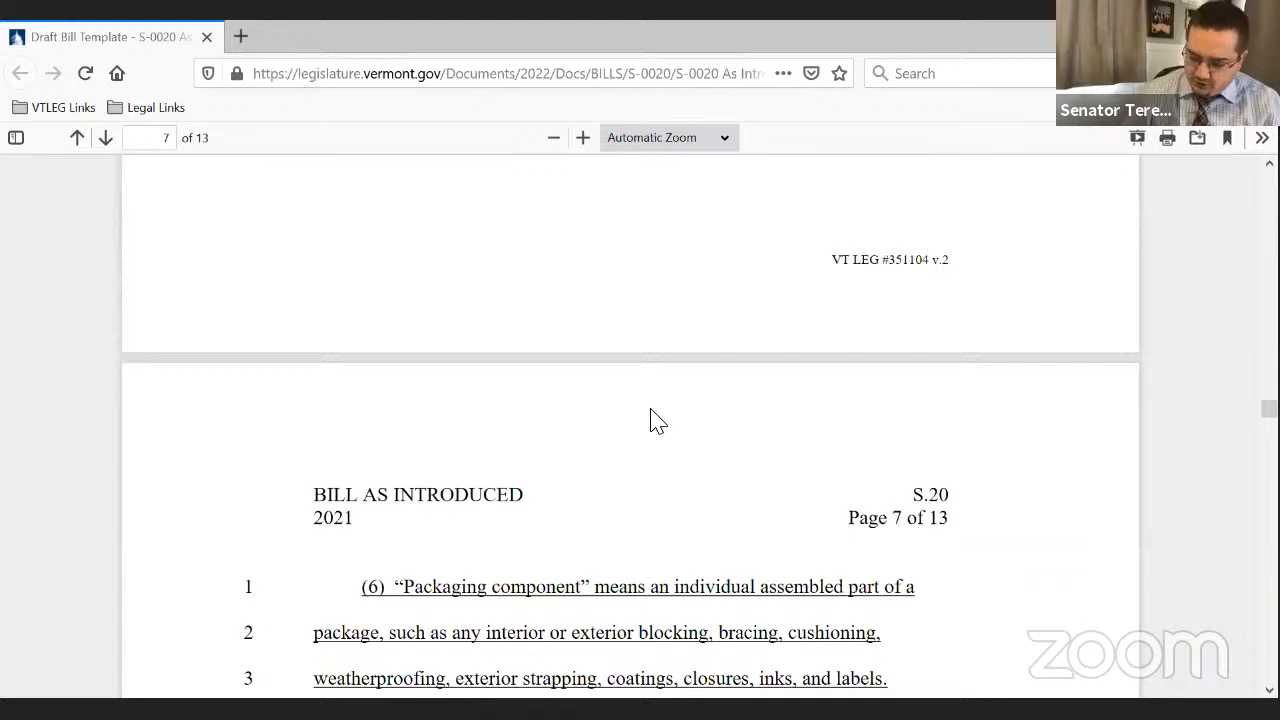 Draft Bill Template - S-0020 As
https://legislature.vermont.gov/Documents/2022/Docs/BILLS/S-0020/S-0020 As Intr
Search
VTLEG Links
Legal Links
Senator Tere...
7 of 13
Automatic Zoom
VT LEG #351104 v.2
BILL AS INTRODUCED S.20
2021 Page 7 of 13
1 (6) “Packaging component” means an individual assembled part of a
2 package, such as any interior or exterior blocking, bracing, cushioning,
3 weatherproofing, exterior strapping, coatings, closures, inks, and labels.
zoom